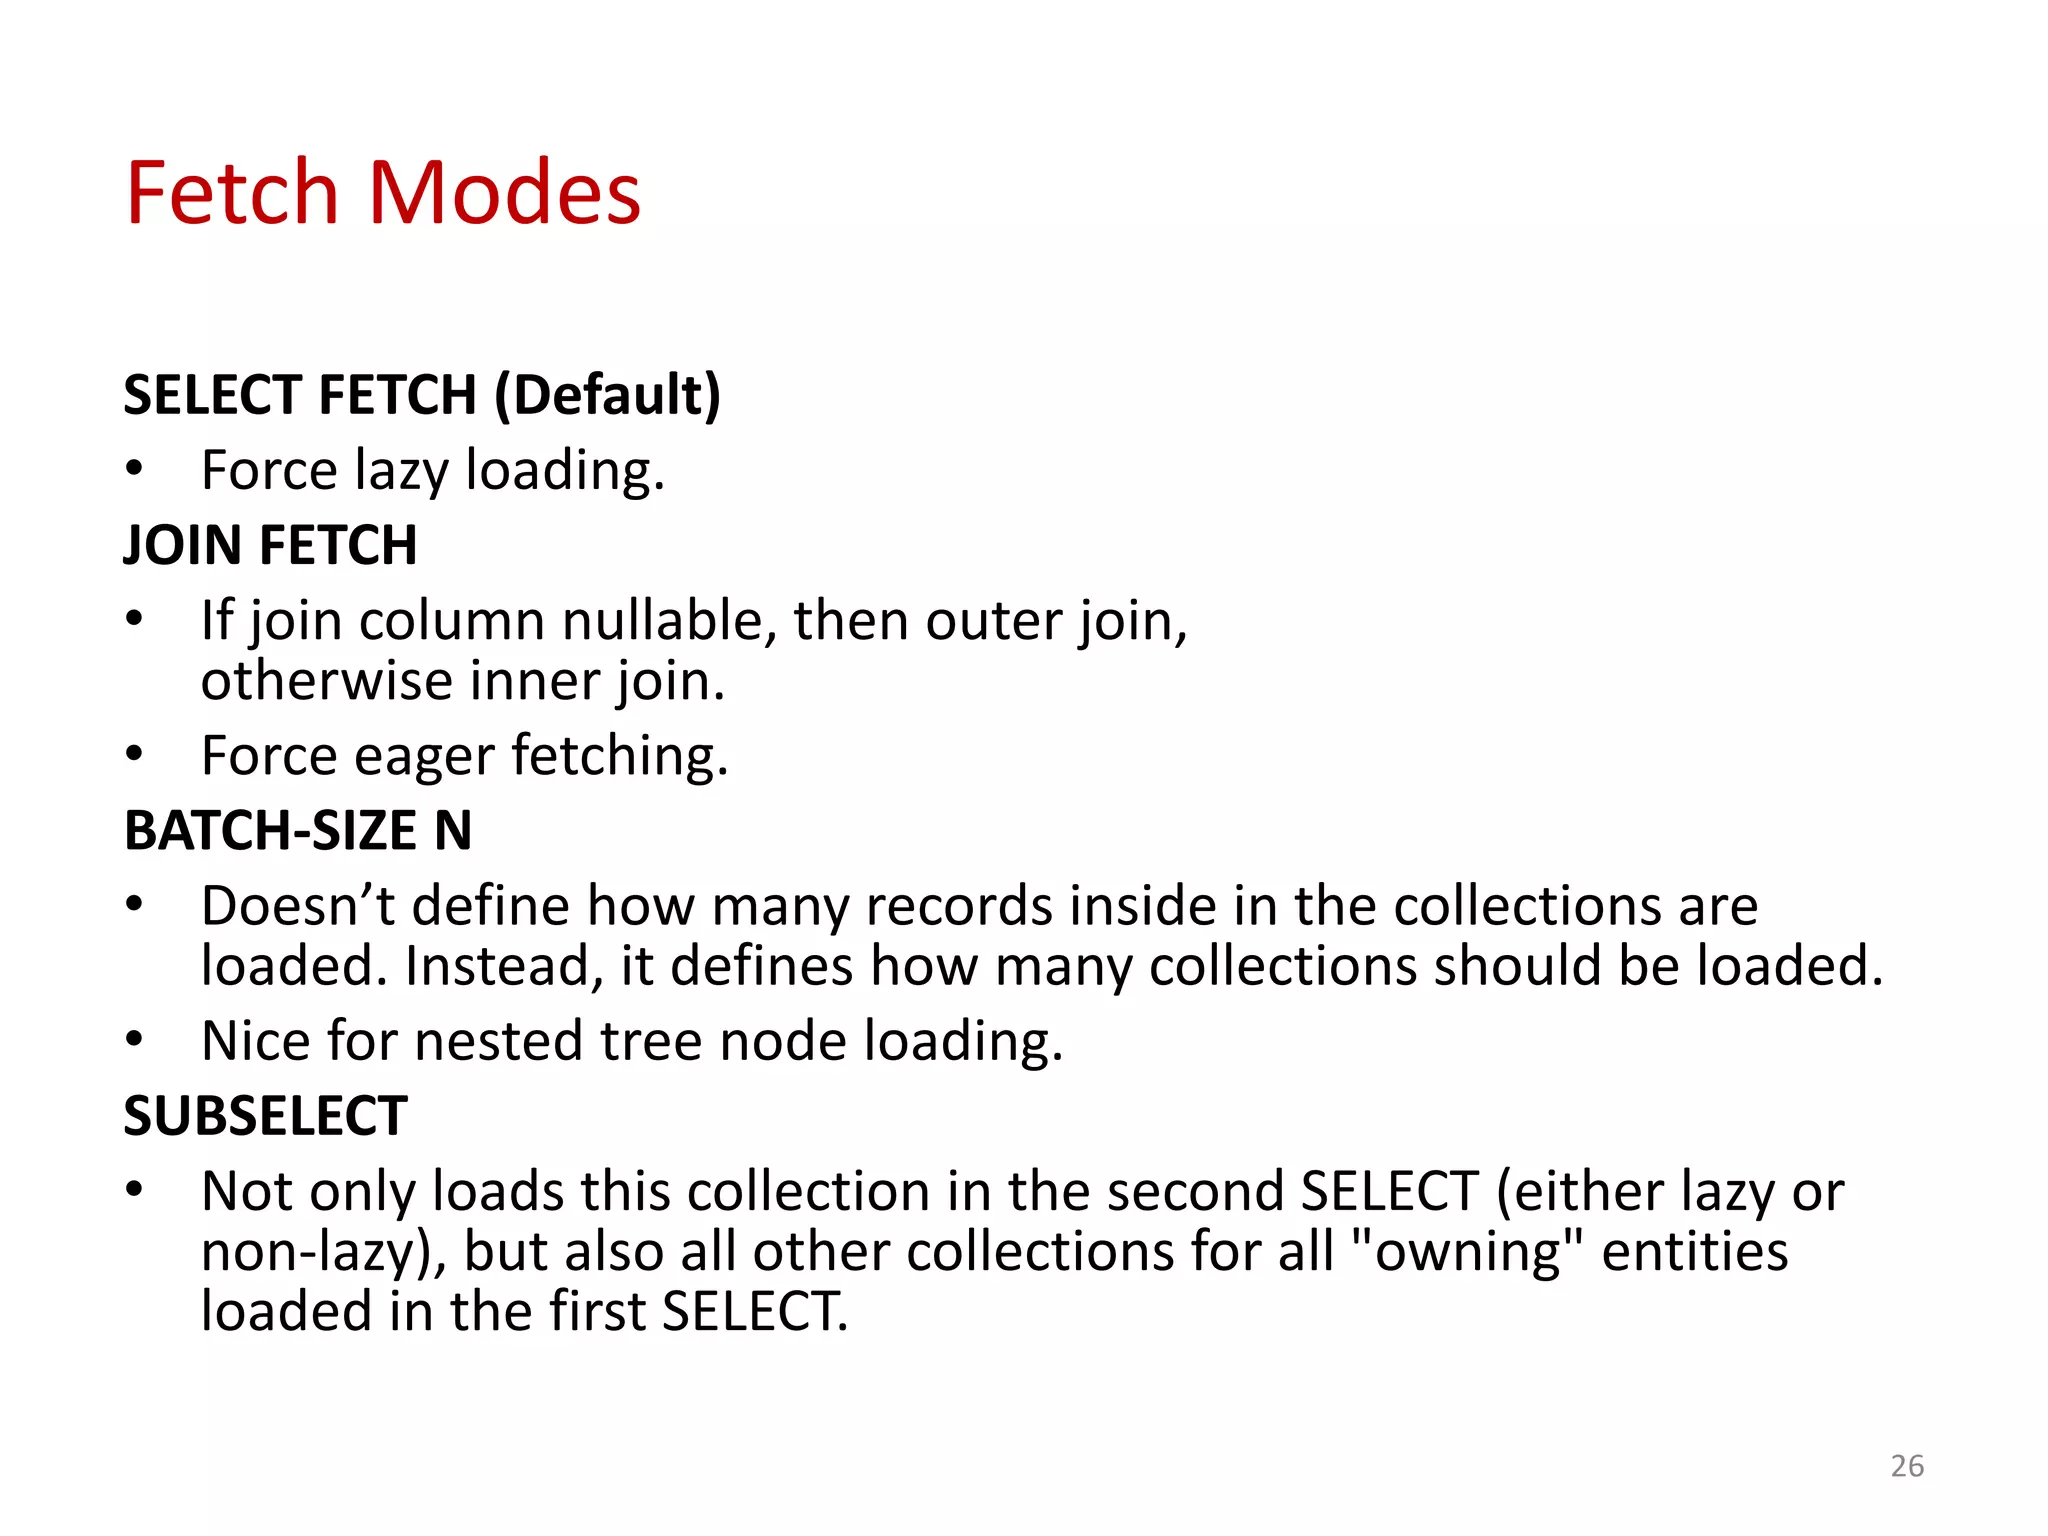 Fetch Modes
SELECT FETCH (Default)
• Force lazy loading.
JOIN FETCH
• If join column nullable, then outer join,
otherwise inner join.
• Force eager fetching.
BATCH-SIZE N
• Doesn’t define how many records inside in the collections are
loaded. Instead, it defines how many collections should be loaded.
• Nice for nested tree node loading.
SUBSELECT
• Not only loads this collection in the second SELECT (either lazy or
non-lazy), but also all other collections for all "owning" entities
loaded in the first SELECT.
26